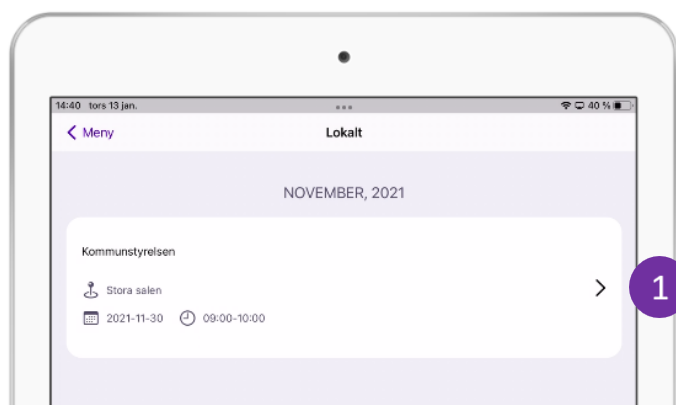 14:40 tors 13 jan.
40 %
Meny
Lokalt
NOVEMBER, 2021
Kommunstyrelsen
Stora salen
2021-11-30 09:00-10:00
1